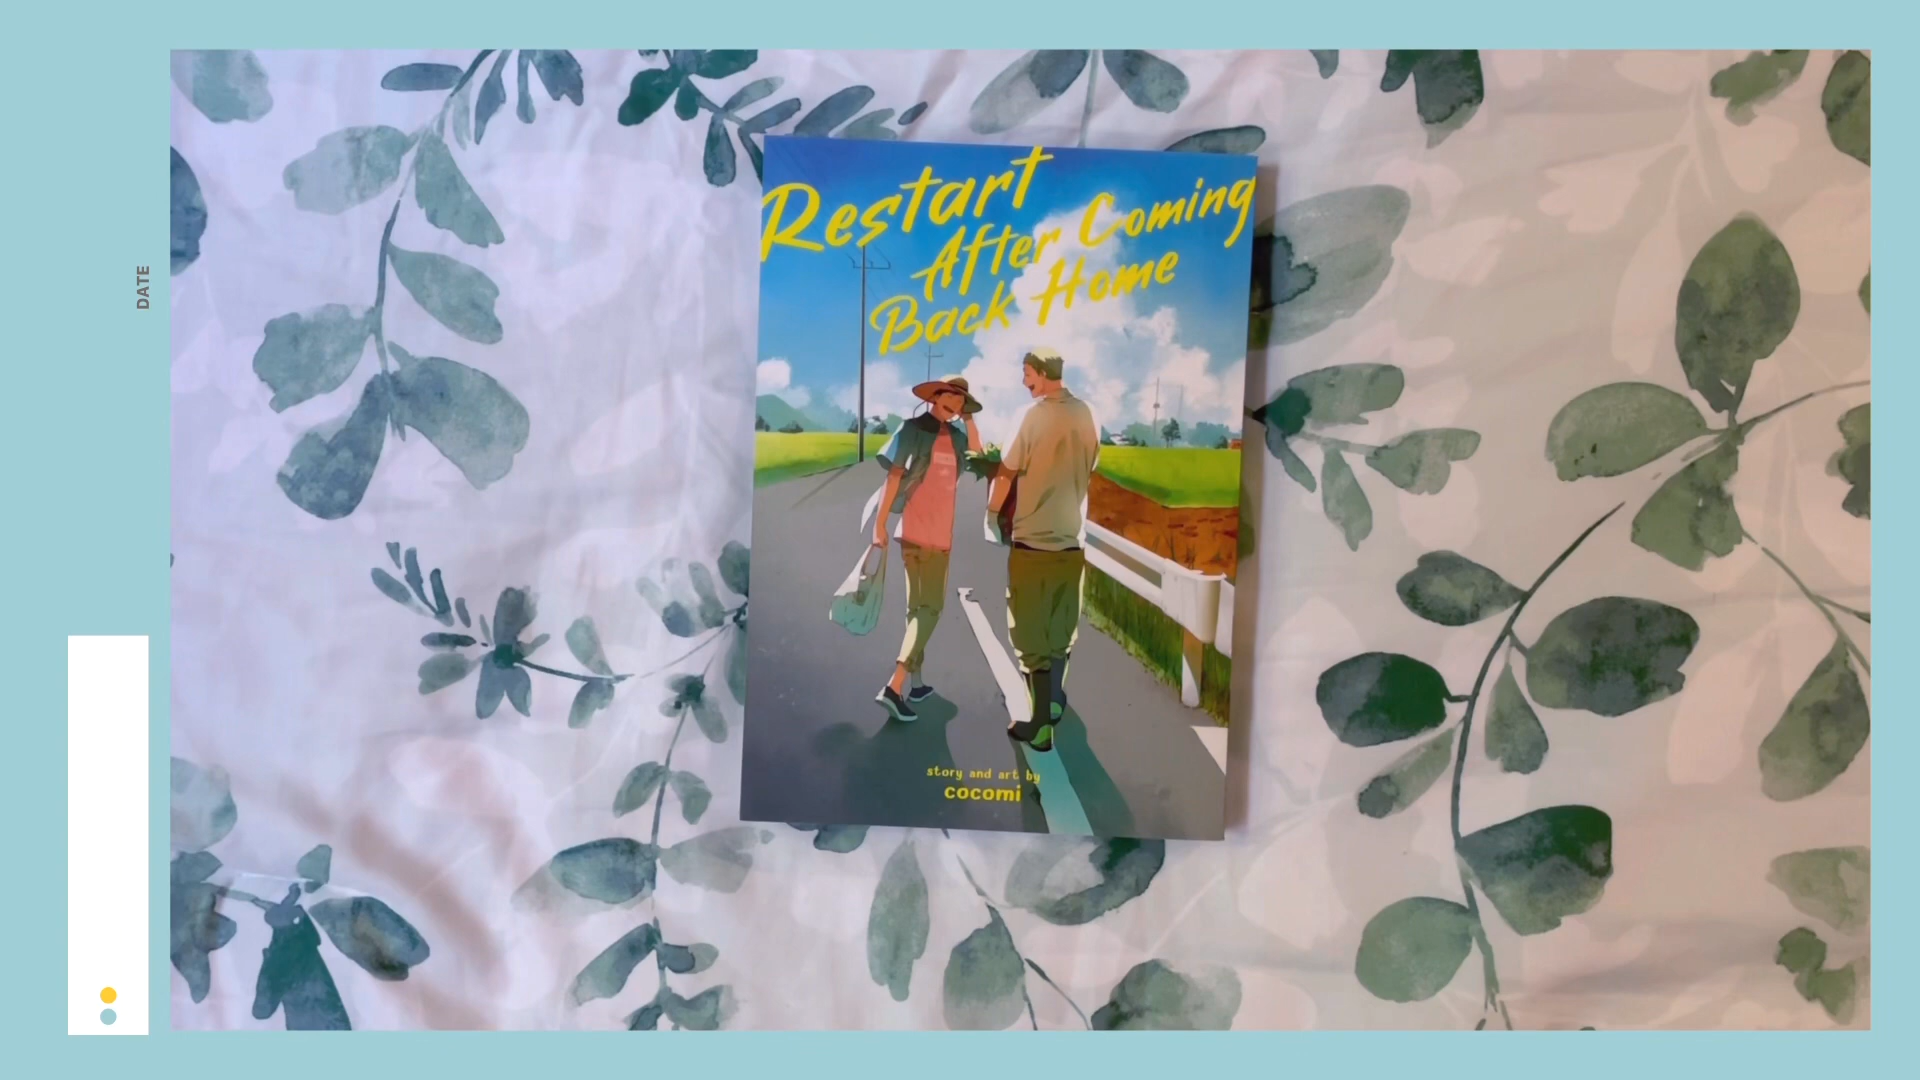 DATE
Restart
After Coming
Back Home
story and art by
cocomi